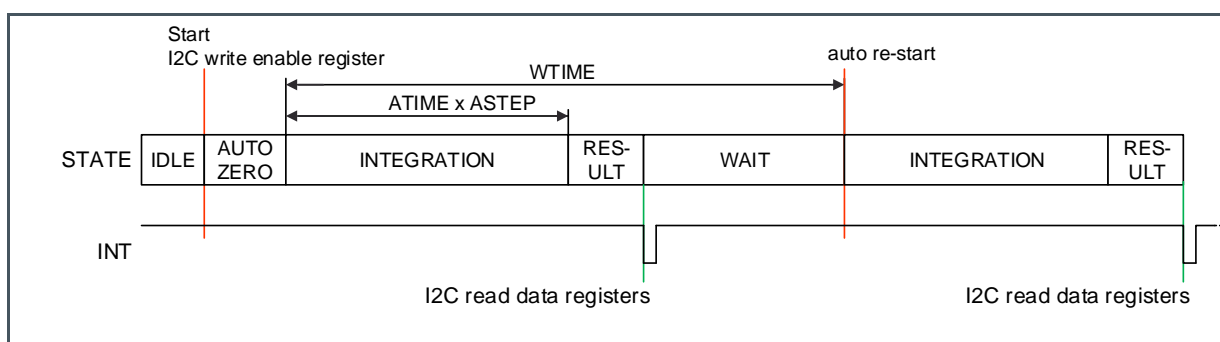 Start
I2C write enable register
auto re-start
WTIME
ATIME x ASTEP
STATE
IDLE
AUTO
ZERO
INTEGRATION
RES-
ULT
WAIT
INTEGRATION
RES-
ULT
INT
I2C read data registers
I2C read data registers